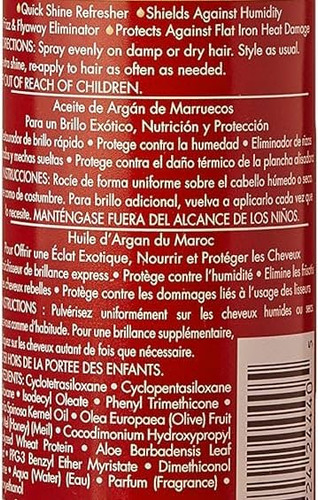 • Quick Shine Refresher • Shields Against Humidity
& Flyaway Eliminator • Protects Against Flat Iron Heat Damage
DIRECTIONS: Spray evenly on damp or dry hair. Style as usual.
extra shine, re-apply to hair as often as needed.
OUT OF REACH OF CHILDREN.
Aceite de Argán de Marruecos
Para un Brillo Exótico, Nutrición y Protección
de brillo rápido • Protege contra la humedad • Eliminador de rizos
y mechas sueltas • Protege contra el daño térmico de la plancha alisadora
INSTRUCCIONES: Rocíe de forma uniforme sobre el cabello húmedo o seco.
como de costumbre. Para brillo adicional, vuelva a aplicarlo cada vez que
lo necesite. MANTÉNGASE FUERA DEL ALCANCE DE LOS NIÑOS.
Huile d'Argan du Maroc
Pour Offrir une Éclat Exotique, Nourrir et Protéger les Cheveux
de brillance express • Protège contre l'humidité • Élimine les frisottis
cheveux rebelles • Protège contre les dommages liés à l'usage des lisseurs
INSTRUCTIONS : Pulvérisez uniformément sur les cheveux humides ou secs
comme d'habitude. Pour une brillance supplémentaire,
sur les cheveux autant de fois que nécessaire.
HORS DE LA PORTEE DES ENFANTS.
Cyclotetrasiloxane • Cyclopentasiloxane
• Isodecyl Oleate • Phenyl Trimethicone •
Spinosa Kernel Oil • Olea Europaea (Olive) Fruit
Mel (Honey) (Miel) • Cocodimonium Hydroxypropyl
Wheat Protein • Aloe Barbadensis Leaf
• PPG-3 Benzyl Ether Myristate • Dimethiconol
• Aqua (Water) (Eau) • Parfum (Fragrance) •